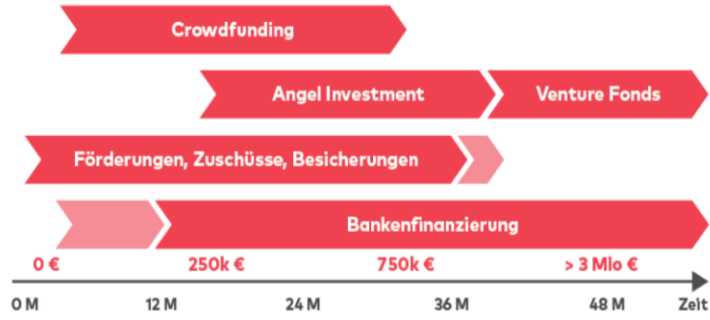 Crowdfunding
Angel Investment Venture Fonds
Förderungen, Zuschüsse, Besicherungen
Bankenfinanzierung
0 € 250k € 750k € > 3 Mio €
0 M 12 M 24 M 36 M 48 M Zeit